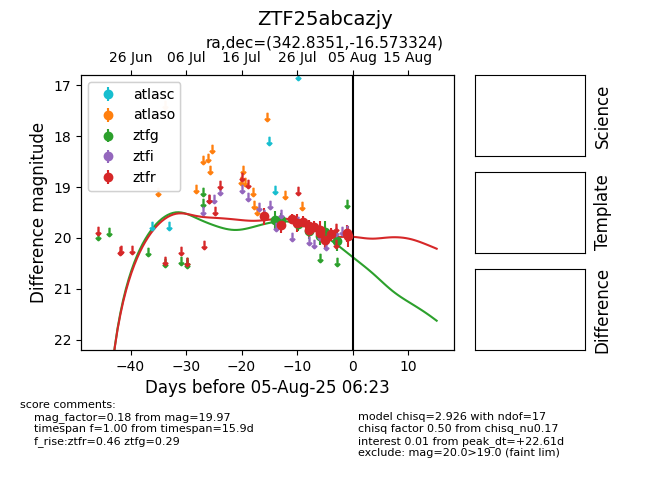 ZTF25abcazjy
ra,dec=(342.8351,-16.573324)
26 Jun 06 Jul 16 Jul 26 Jul 05 Aug 15 Aug
17
18
19
20
21
22
Difference magnitude
atlasc
atlaso
ztfg
ztfi
ztfr
−40 −30 −20 −10 0 10
Days before 05-Aug-25 06:23
Science
Template
Difference
score comments:
mag_factor=0.18 from mag=19.97
timespan f=1.00 from timespan=15.9d
f_rise:ztfr=0.46 ztfg=0.29
model chisq=2.926 with ndof=17
chisq factor 0.50 from chisq_nu0.17
interest 0.01 from peak_dt=+22.61d
exclude: mag=20.0>19.0 (faint lim)